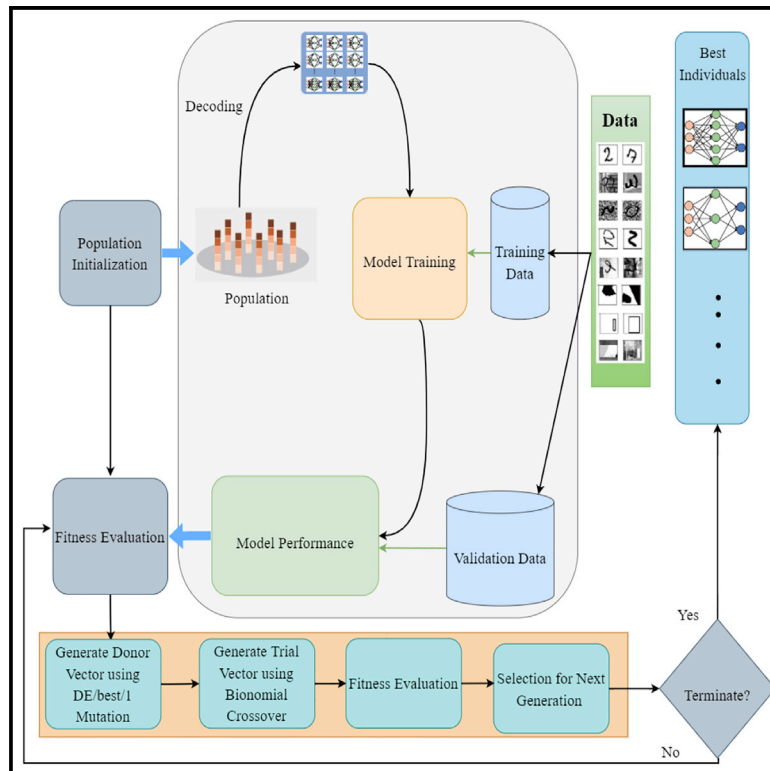 Decoding
Best
Individuals
Data
Population
Initialization
Population
Model Training
Training
Data
Fitness Evaluation
Model Performance
Validation Data
Yes
Generate Donor
Vector using
DE/best/1
Mutation
Generate Trial
Vector using
Bionomial
Crossover
Fitness Evaluation
Selection for Next
Generation
Terminate?
No